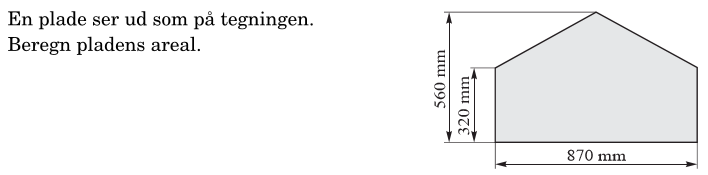 En plade ser ud som på tegningen.
Beregn pladens areal.
560 mm
320 mm
870 mm